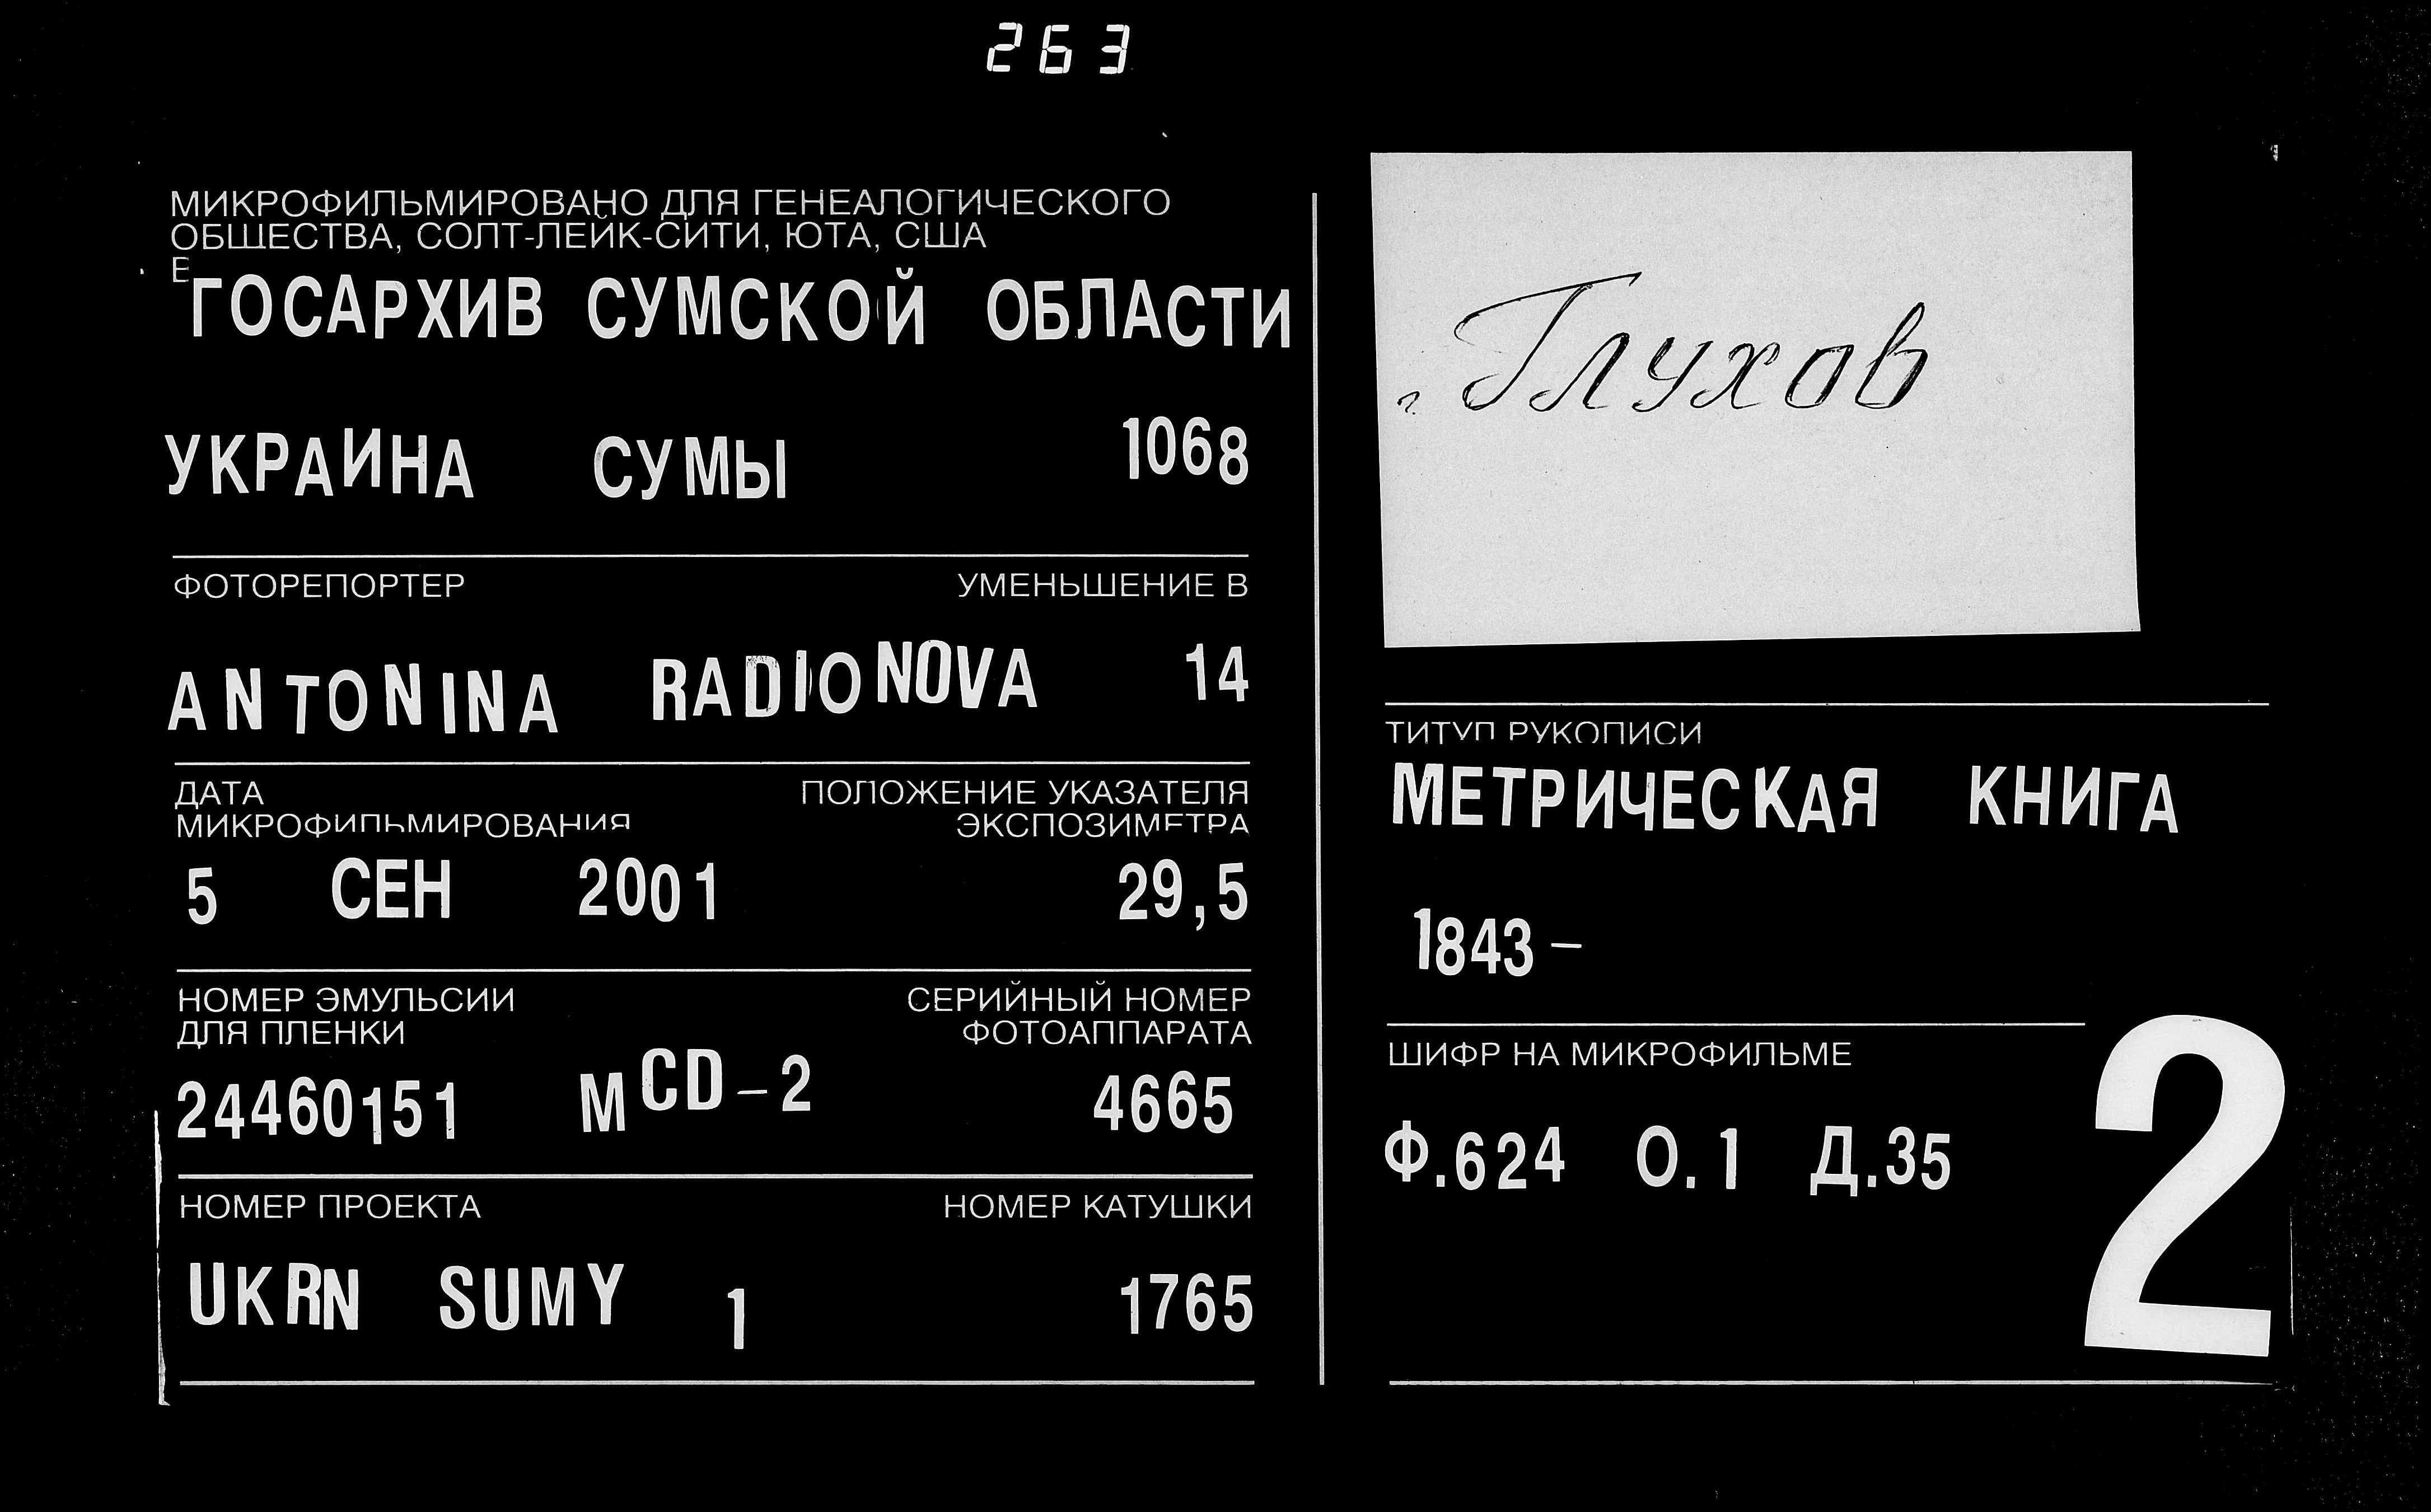 263
МИКРОФИЛЬМИРОВАНО ДЛЯ ГЕНЕАЛОГИЧЕСКОГО
ОБЩЕСТВА, СОЛТ-ЛЕЙК-СИТИ, ЮТА, США
Е
ГОСАРХИВ СУМСКОЙ ОБЛАСТИ
УКРАИНА СУМЫ 1068
ФОТОРЕПОРТЕР УМЕНЬШЕНИЕ В
ANTONINA RADIONOVA 14
ДАТА ПОЛОЖЕНИЕ УКАЗАТЕЛЯ
МИКРОФИЛЬМИРОВАНИЯ ЭКСПОЗИМЕТРА
5 СЕН 2001 29,5
НОМЕР ЭМУЛЬСИИ СЕРИЙНЫЙ НОМЕР
ДЛЯ ПЛЕНКИ ФОТОАППАРАТА
24460151 MCD-2 4665
НОМЕР ПРОЕКТА НОМЕР КАТУШКИ
UKRN SUMY 1 1765
г. Глухов
ТИТУЛ РУКОПИСИ
МЕТРИЧЕСКАЯ КНИГА
1843-
ШИФР НА МИКРОФИЛЬМЕ
Ф.624 О.1 Д.35
2